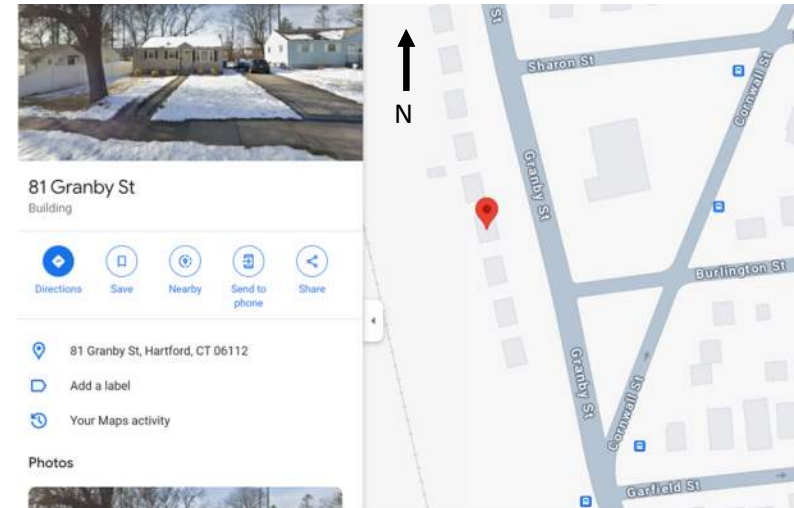 81 Granby St
Building
Directions
Save
Nearby
Send to
phone
Share
81 Granby St, Hartford, CT 06112
Add a label
Your Maps activity
Photos
N
St
Sharon St
Cornwall St
Granby St
Burlington St
Granby St
Cornwall St
Garfield St